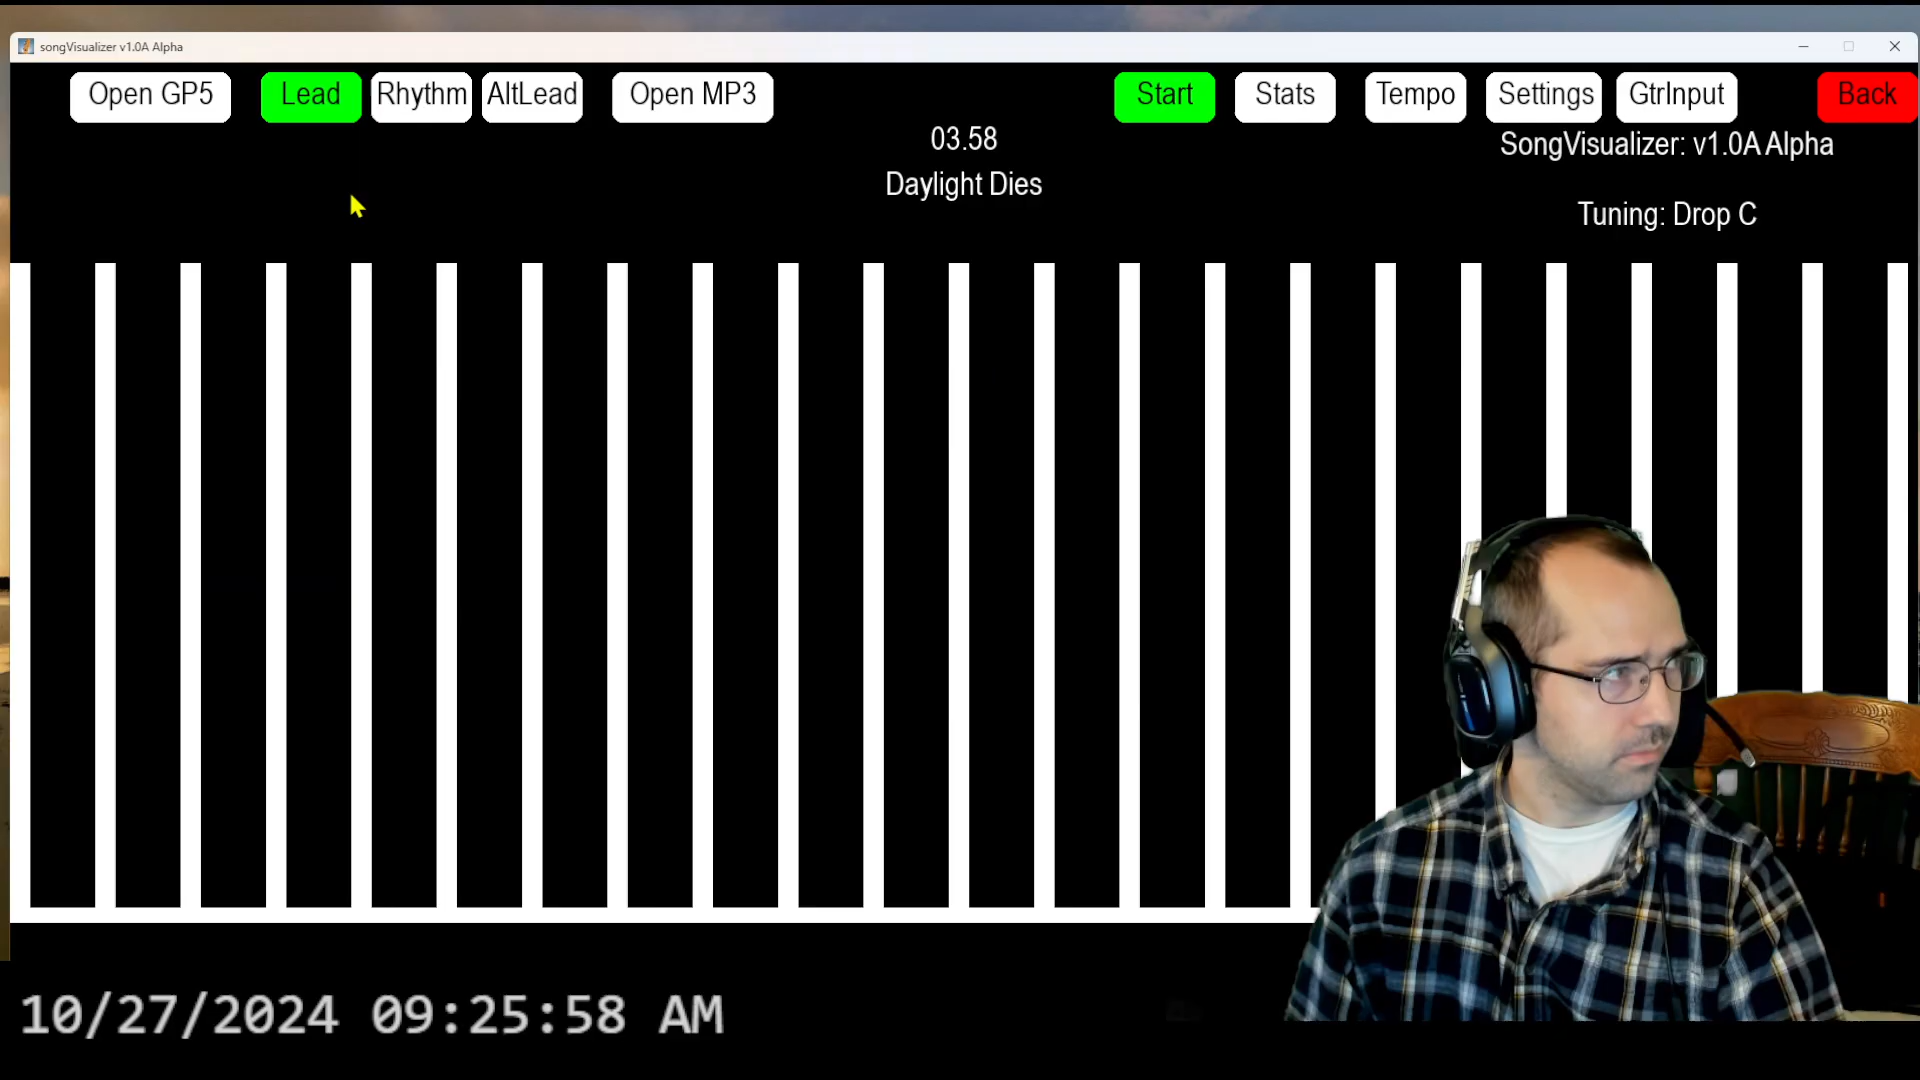 songVisualizer v1.0A Alpha
Open GP5 Lead Rhythm AltLead Open MP3 Start Stats Tempo Settings GtrInput Back
03.58
SongVisualizer: v1.0A Alpha
Daylight Dies
Tuning: Drop C
10/27/2024 09:25:58 AM